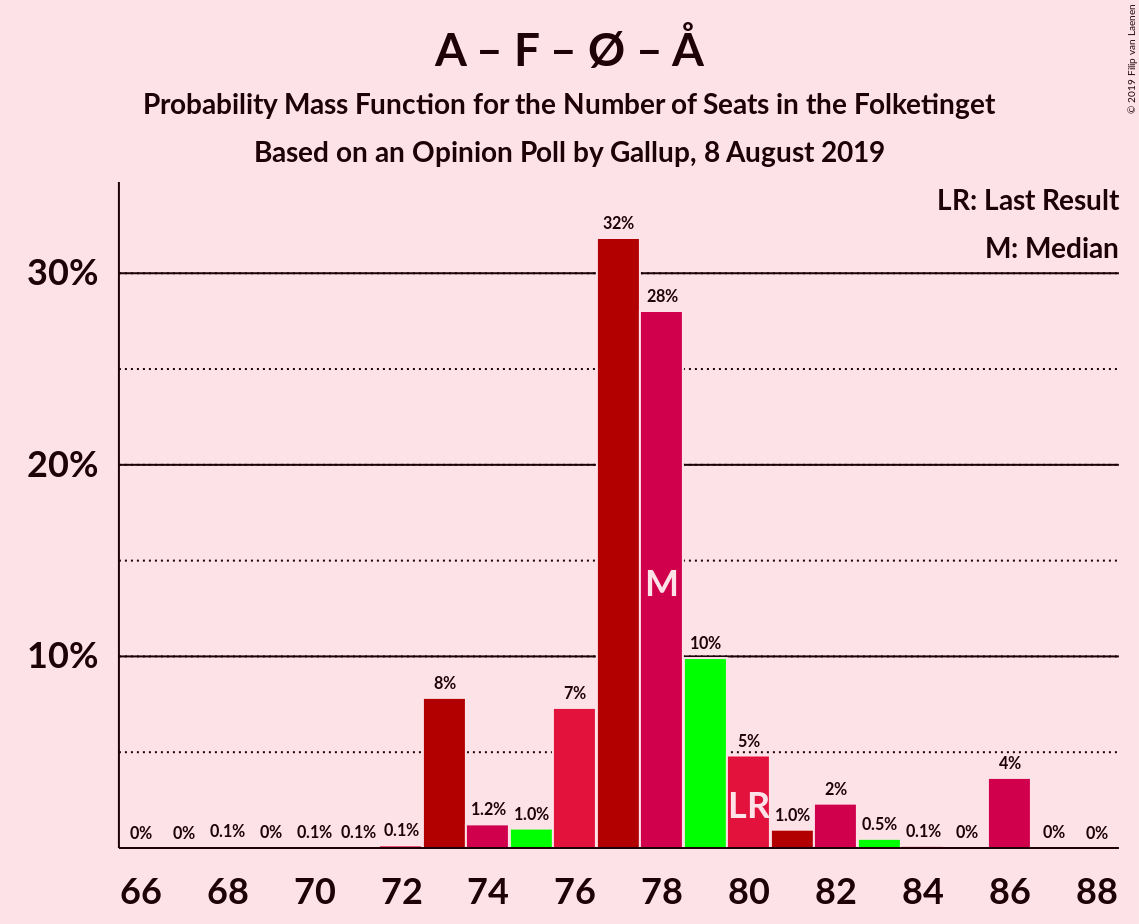 A – F – Ø – Å
Probability Mass Function for the Number of Seats in the Folketinget
Based on an Opinion Poll by Gallup, 8 August 2019
© 2019 Filip van Laenen
LR: Last Result
M: Median
30%
20%
10%
0% 0% 0.1% 0% 0.1% 0.1% 0.1% 8% 1.2% 1.0% 7% 32% 28% 10% 5% 1.0% 2% 0.5% 0.1% 0% 4% 0% 0%
M
LR
66 68 70 72 74 76 78 80 82 84 86 88